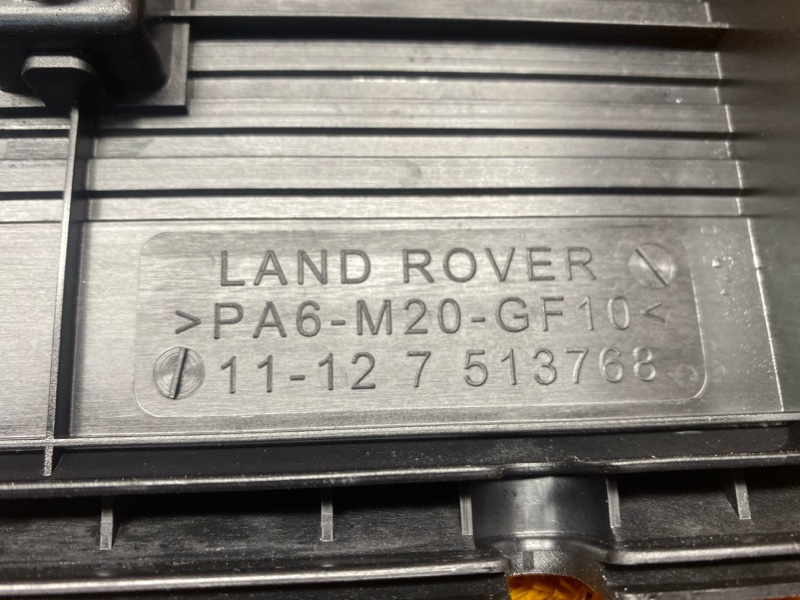 LAND ROVER
>PA6-M20-GF10<
11-12 7 513768